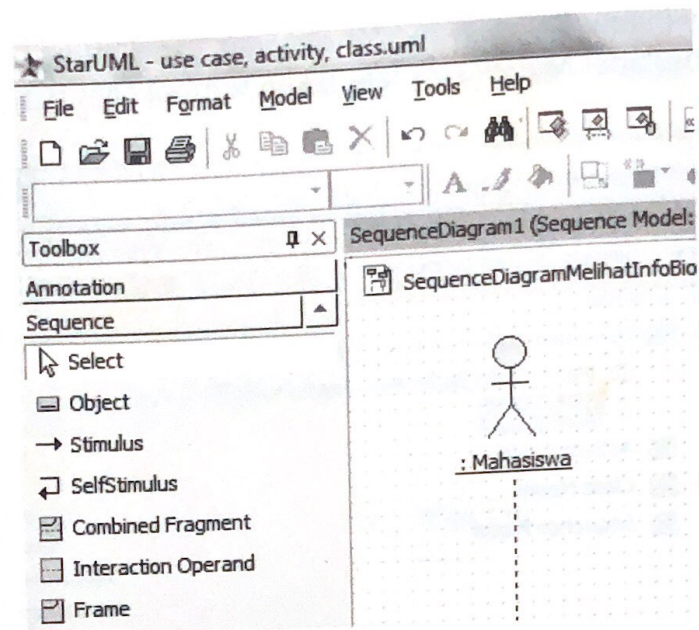 StarUML - use case, activity, class.uml
File Edit Format Model View Tools Help
Toolbox
Annotation
Sequence
Select
Object
Stimulus
SelfStimulus
Combined Fragment
Interaction Operand
Frame
SequenceDiagram1 (Sequence Model:
SequenceDiagramMelihatInfoBio
: Mahasiswa